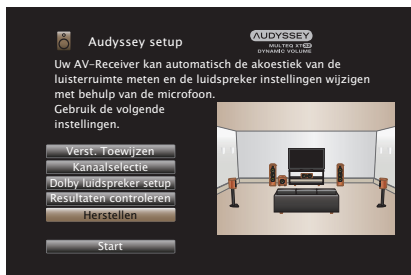 Audyssey setup
AUDYSSEY
MULTEQ XT32
DYNAMIC VOLUME
Uw AV-Receiver kan automatisch de akoestiek van de
luisterruimte meten en de luidspreker instellingen wijzigen
met behulp van de microfoon.
Gebruik de volgende
instellingen.
Verst. Toewijzen
Kanaalselectie
Dolby luidspreker setup
Resultaten controleren
Herstellen
Start